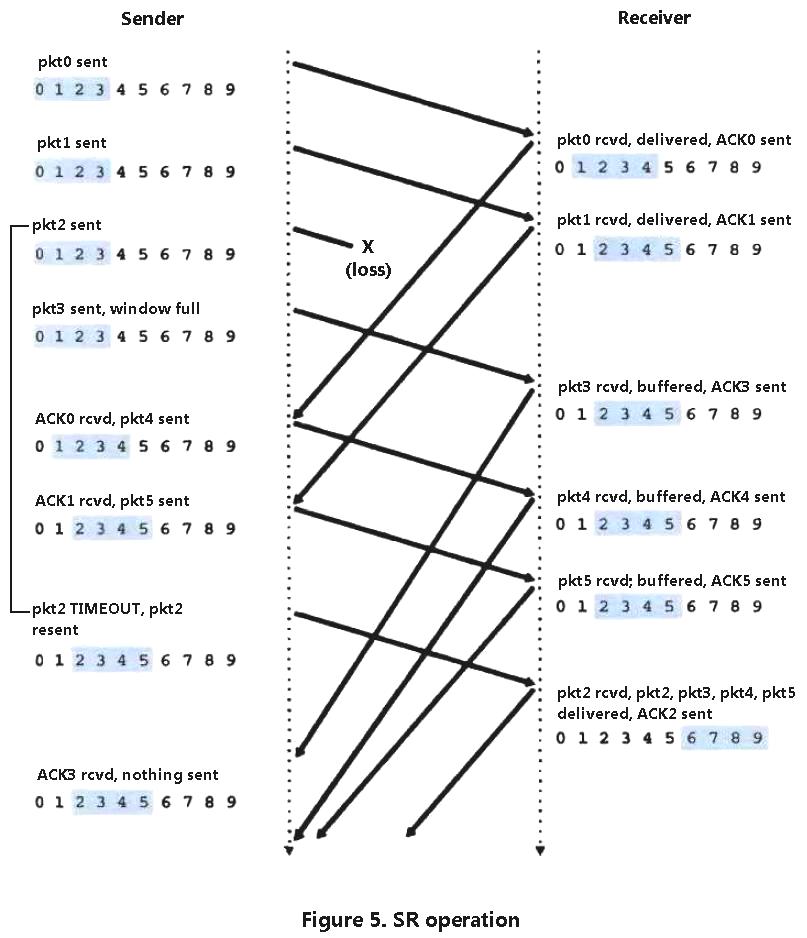 Sender
Receiver
pkt0 sent
0 1 2 3 4 5 6 7 8 9
pkt0 rcvd, delivered, ACK0 sent
0 1 2 3 4 5 6 7 8 9
pkt1 sent
0 1 2 3 4 5 6 7 8 9
pkt1 rcvd, delivered, ACK1 sent
0 1 2 3 4 5 6 7 8 9
pkt2 sent
0 1 2 3 4 5 6 7 8 9
X
(loss)
pkt3 sent, window full
0 1 2 3 4 5 6 7 8 9
pkt3 rcvd, buffered, ACK3 sent
0 1 2 3 4 5 6 7 8 9
ACK0 rcvd, pkt4 sent
0 1 2 3 4 5 6 7 8 9
pkt4 rcvd, buffered, ACK4 sent
0 1 2 3 4 5 6 7 8 9
ACK1 rcvd, pkt5 sent
0 1 2 3 4 5 6 7 8 9
pkt5 rcvd; buffered, ACK5 sent
0 1 2 3 4 5 6 7 8 9
pkt2 TIMEOUT, pkt2
resent
0 1 2 3 4 5 6 7 8 9
pkt2 rcvd, pkt2, pkt3, pkt4, pkt5
delivered, ACK2 sent
0 1 2 3 4 5 6 7 8 9
ACK3 rcvd, nothing sent
0 1 2 3 4 5 6 7 8 9
Figure 5. SR operation